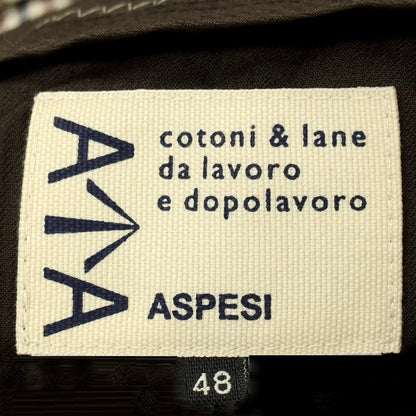 cotoni & lane
da lavoro
e dopolavoro
A A
ASPESI
48